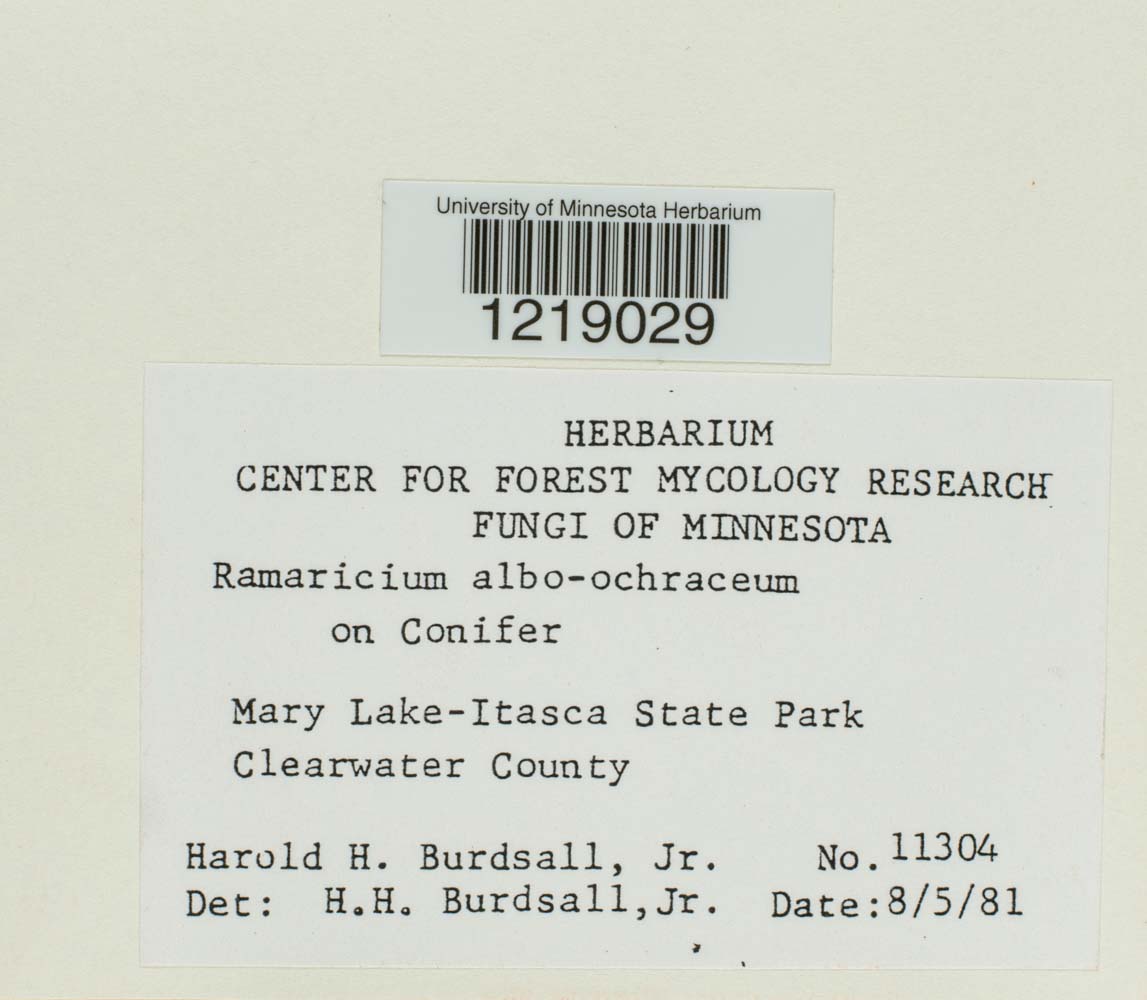 University of Minnesota Herbarium
1219029
HERBARIUM
CENTER FOR FOREST MYCOLOGY RESEARCH
FUNGI OF MINNESOTA
Ramaricium albo-ochraceum
on Conifer
Mary Lake-Itasca State Park
Clearwater County
Harold H. Burdsall, Jr. No. 11304
Det: H.H. Burdsall,Jr. Date:8/5/81